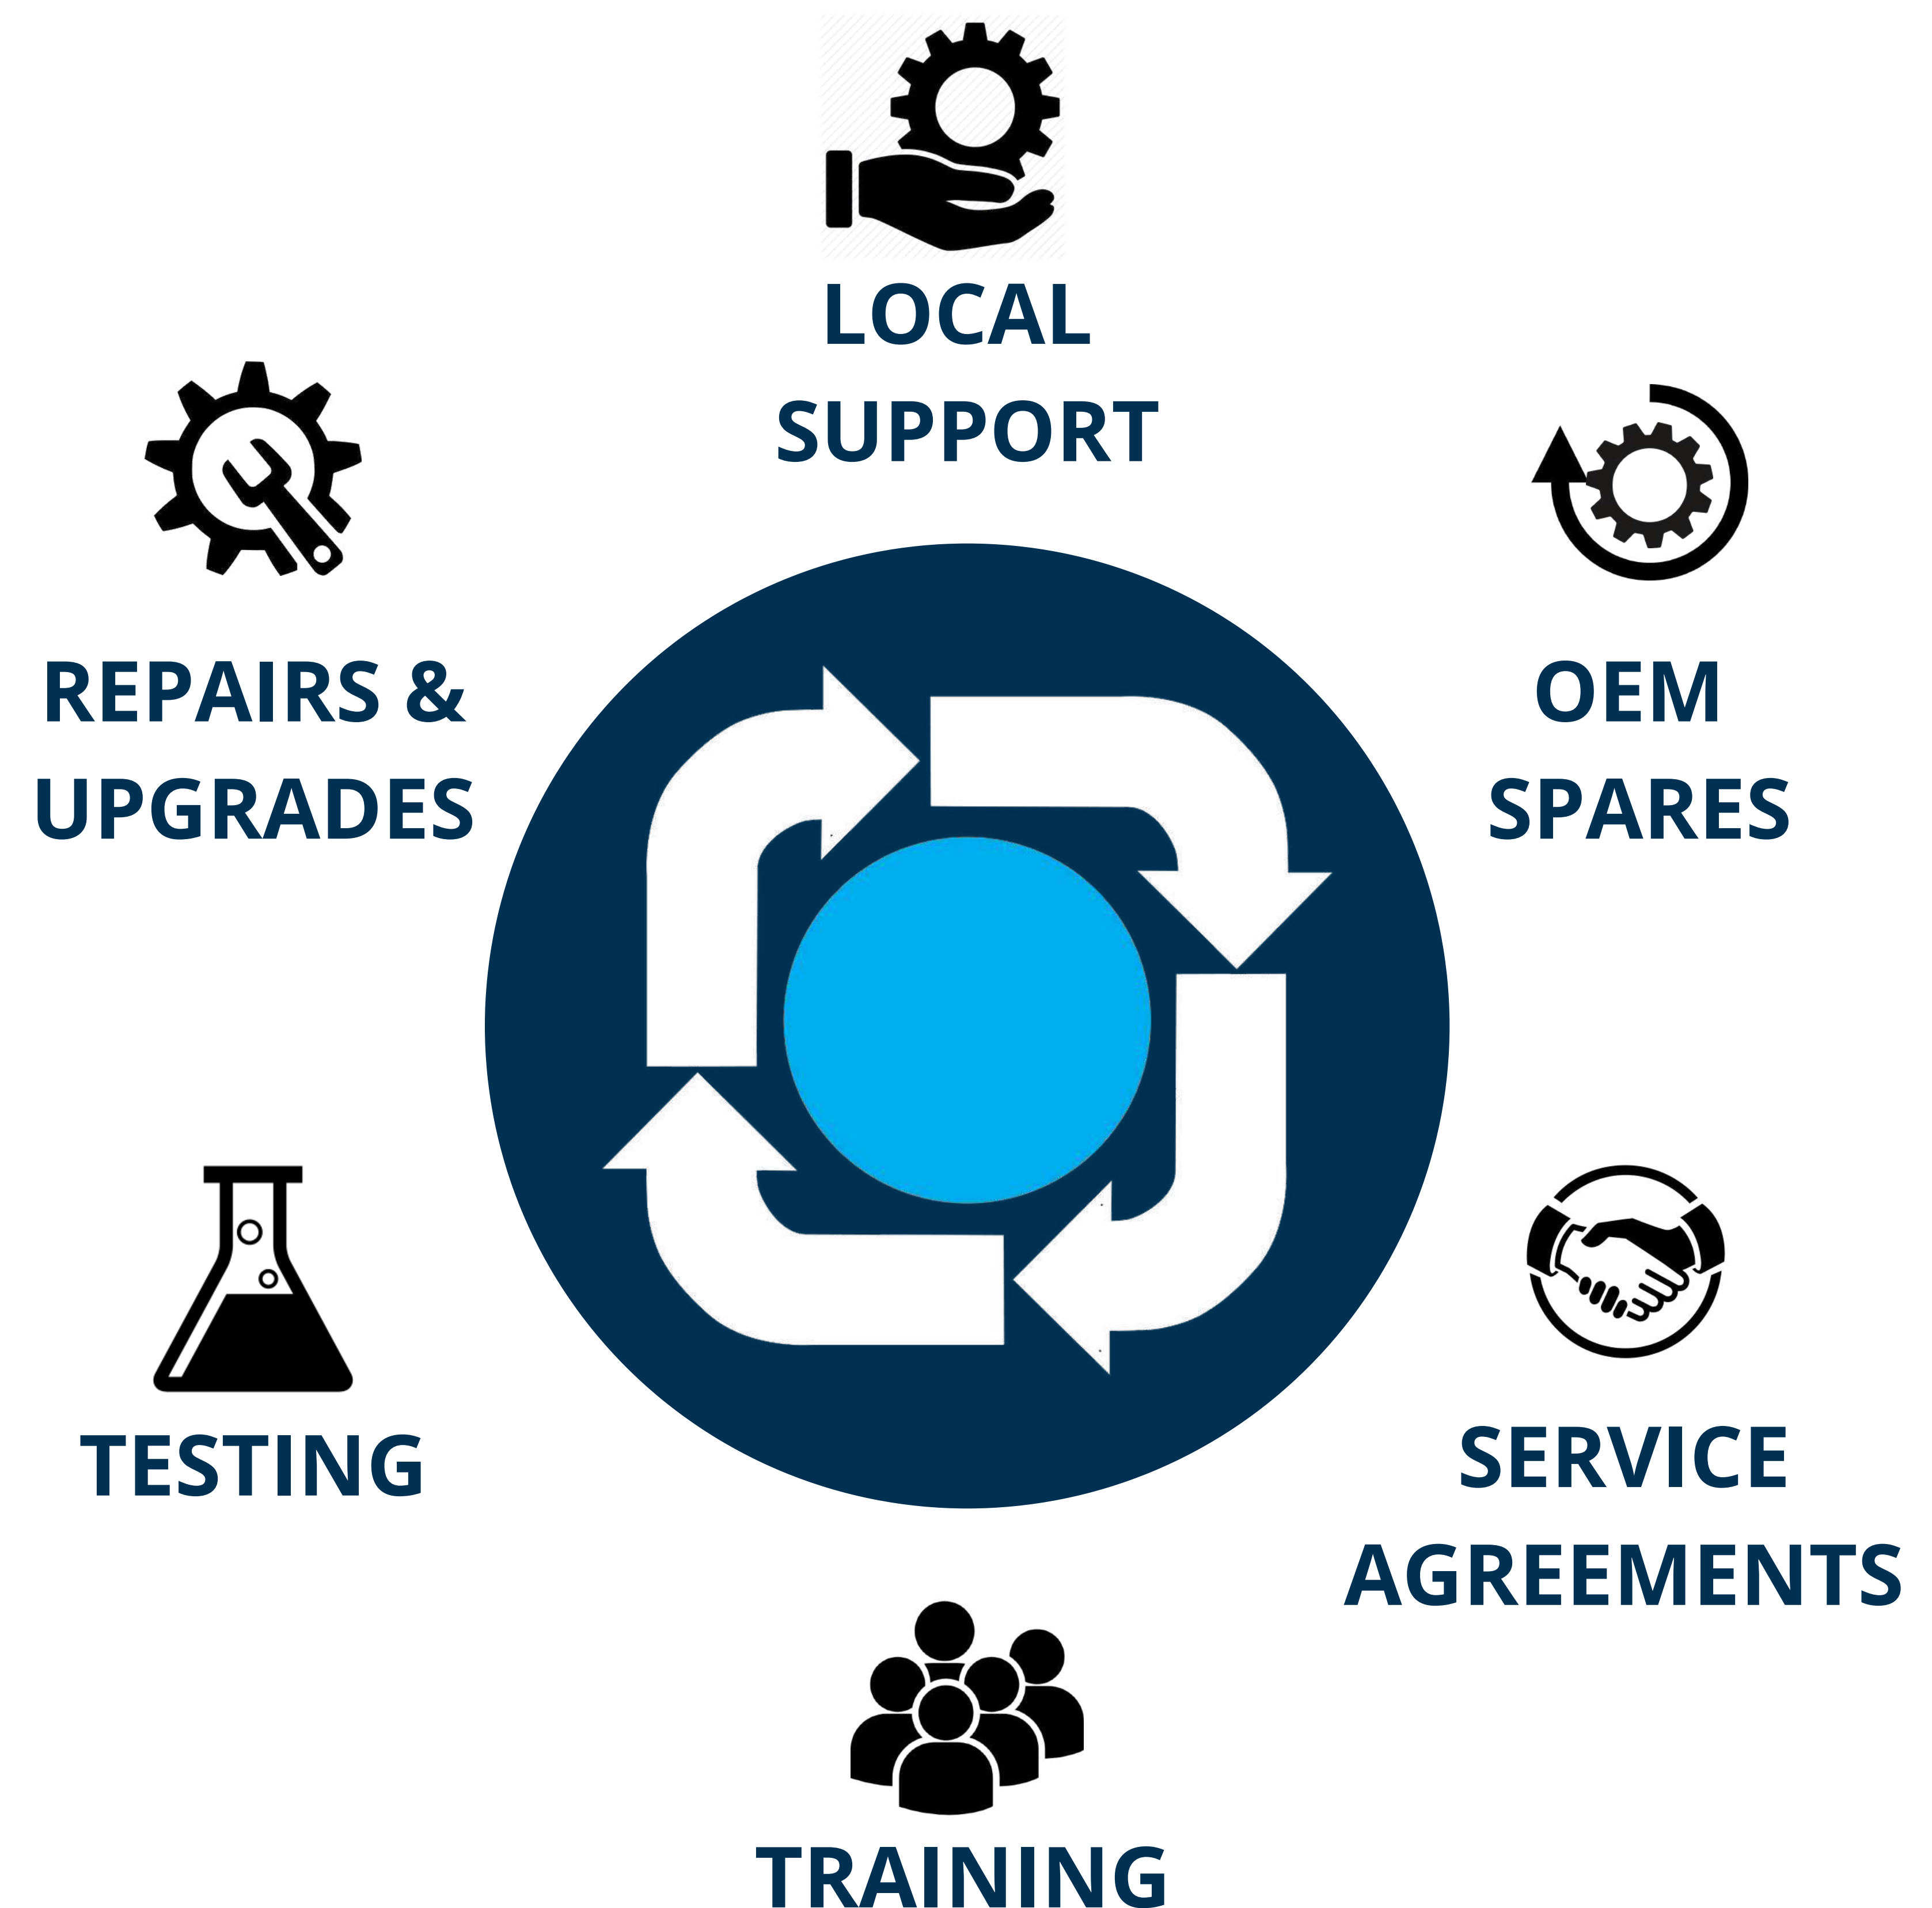 LOCAL
SUPPORT
REPAIRS &
UPGRADES
OEM
SPARES
TESTING
SERVICE
AGREEMENTS
TRAINING